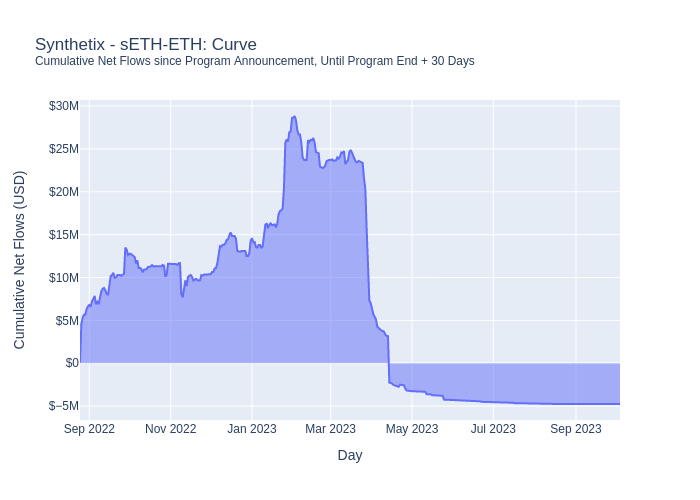 Synthetix - sETH-ETH: Curve
Cumulative Net Flows since Program Announcement, Until Program End + 30 Days
Cumulative Net Flows (USD)
$30M
$25M
$20M
$15M
$10M
$5M
$0
$−5M
Sep 2022 Nov 2022 Jan 2023 Mar 2023 May 2023 Jul 2023 Sep 2023
Day